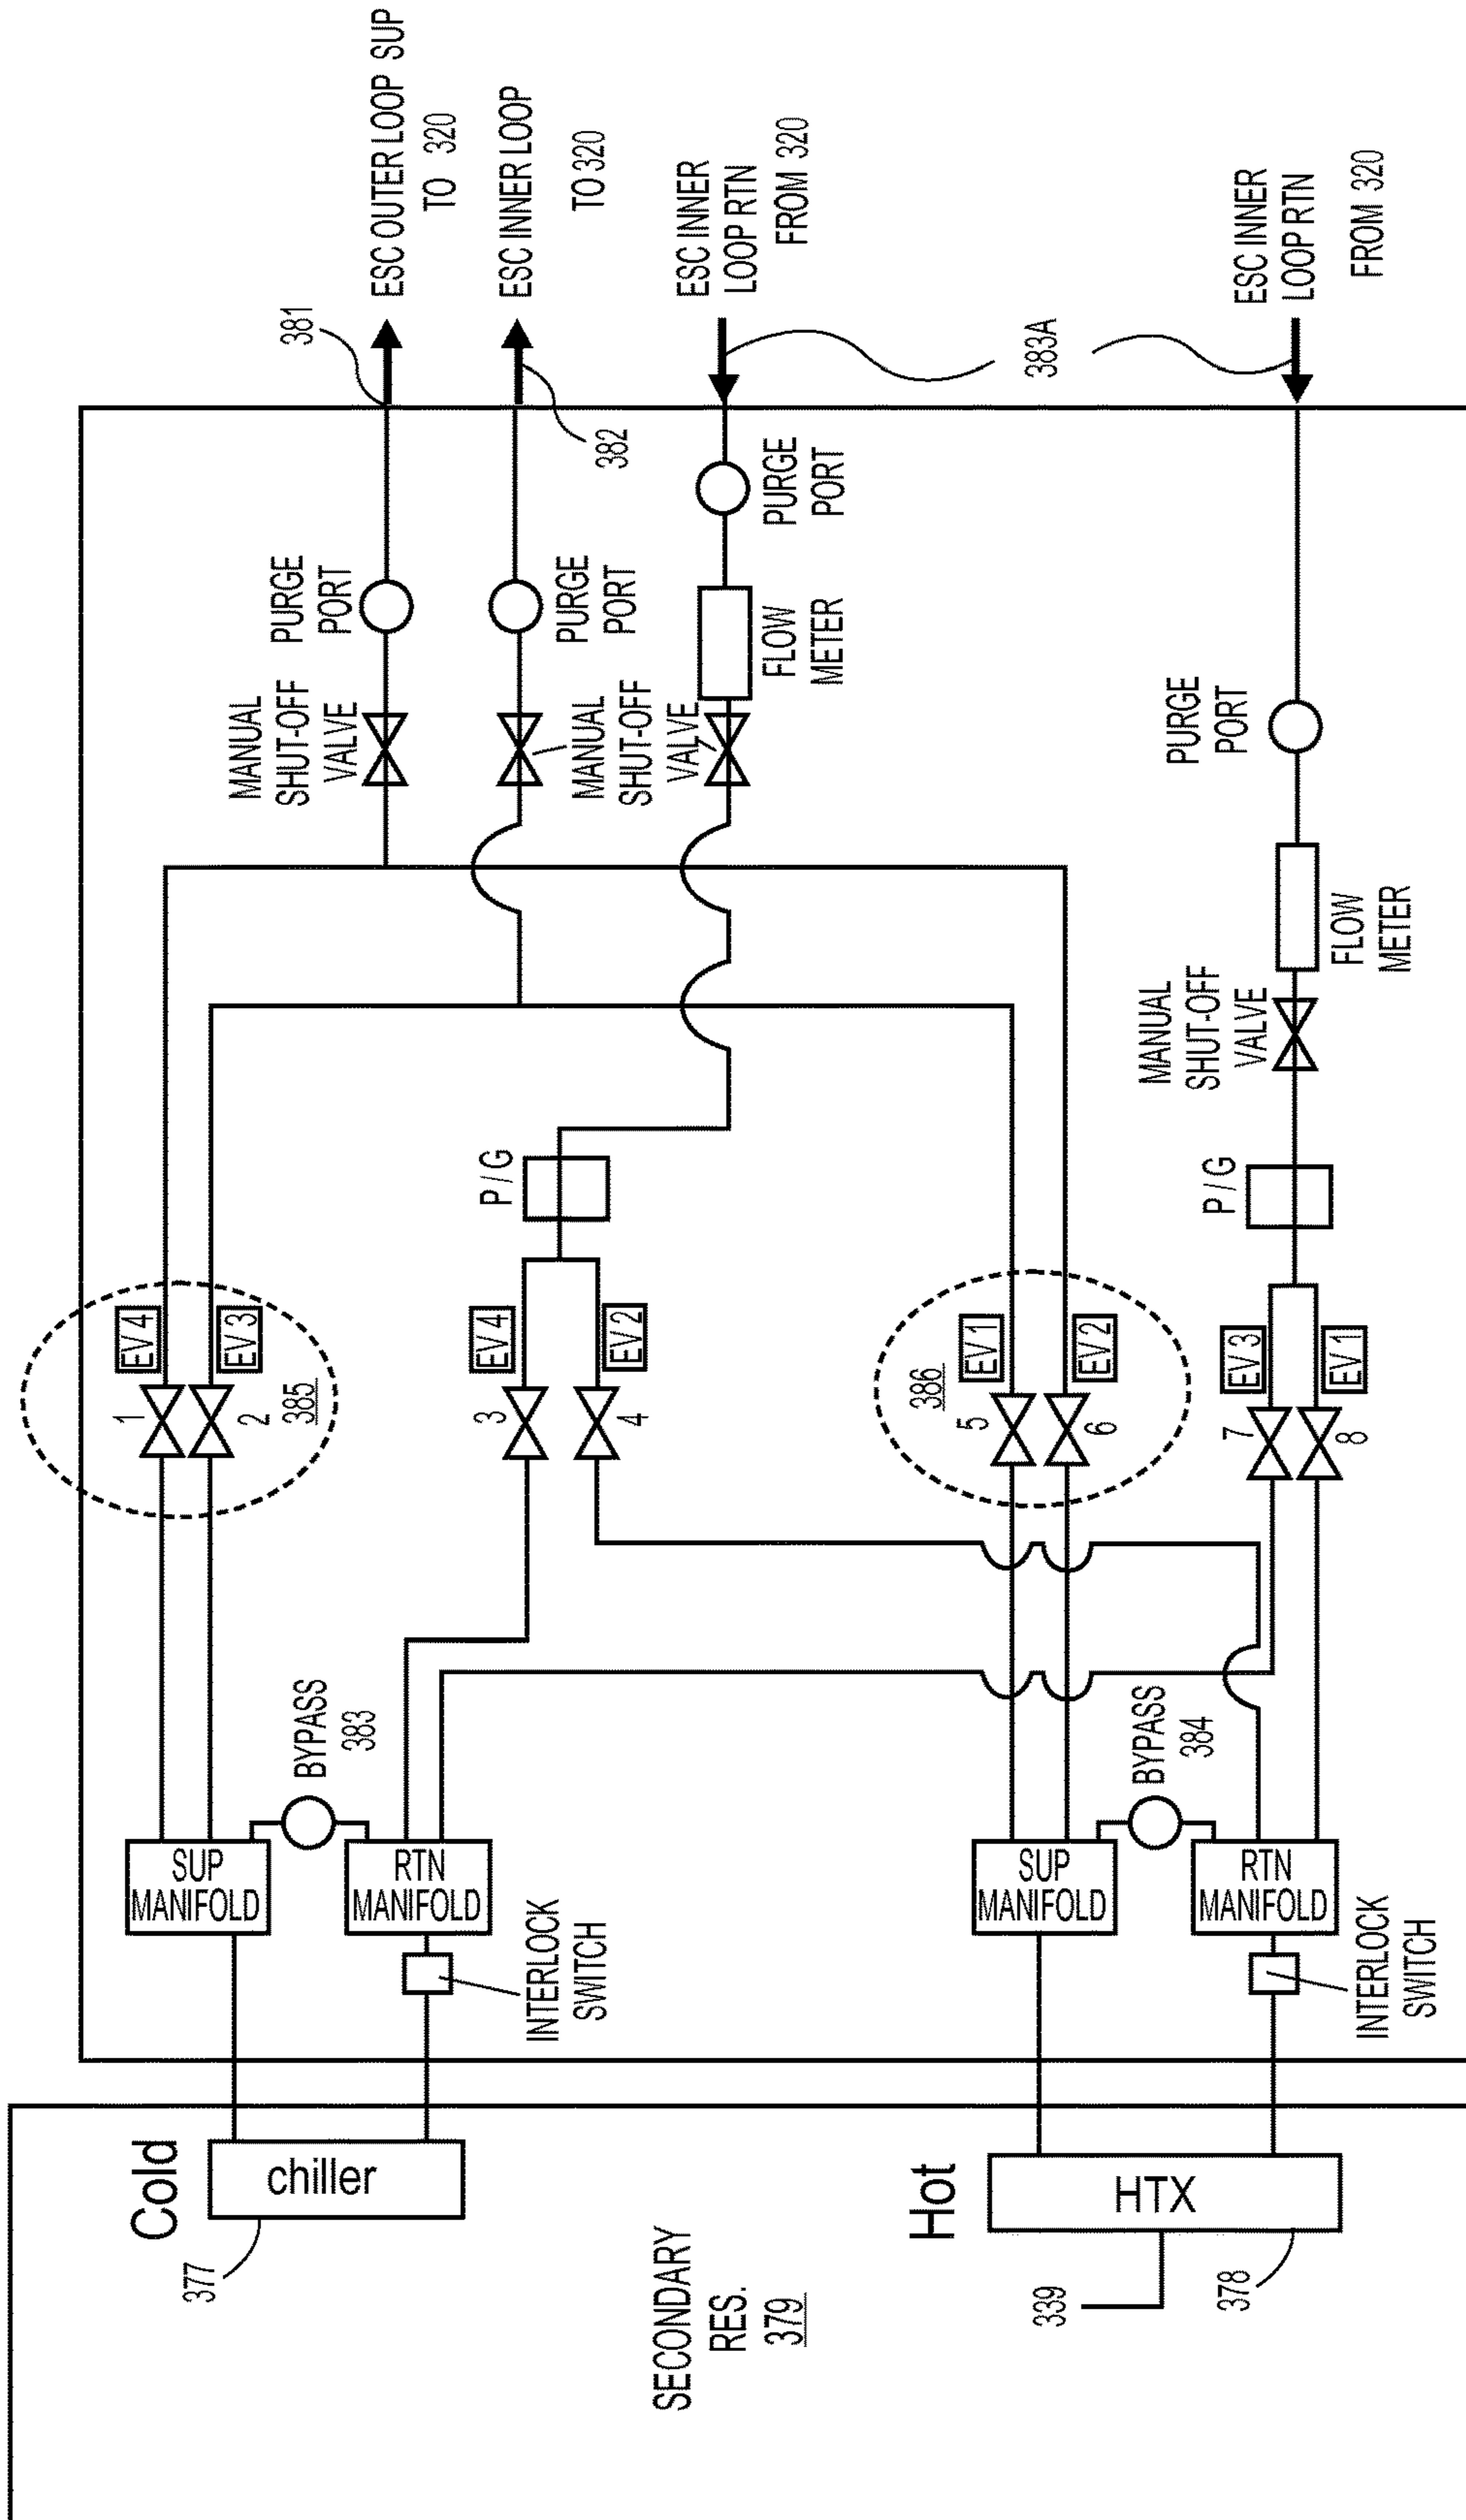 Cold
chiller
377
SECONDARY
RES.
379
Hot
HTX
339
378
SUP
MANIFOLD
BYPASS
383
RTN
MANIFOLD
INTERLOCK
SWITCH
SUP
MANIFOLD
BYPASS
384
RTN
MANIFOLD
INTERLOCK
SWITCH
1
EV 4
2
EV 3
385
3
EV 4
4
EV 2
P / G
386
5
EV 1
6
EV 2
7
EV 3
8
EV 1
P / G
MANUAL
SHUT-OFF
VALVE
PURGE
PORT
MANUAL
SHUT-OFF
VALVE
PURGE
PORT
FLOW
METER
PURGE
PORT
MANUAL
SHUT-OFF
VALVE
FLOW
METER
PURGE
PORT
381
ESC OUTER LOOP SUP
TO 320
382
ESC INNER LOOP
TO 320
ESC INNER
LOOP RTN
FROM 320
383A
ESC INNER
LOOP RTN
FROM 320